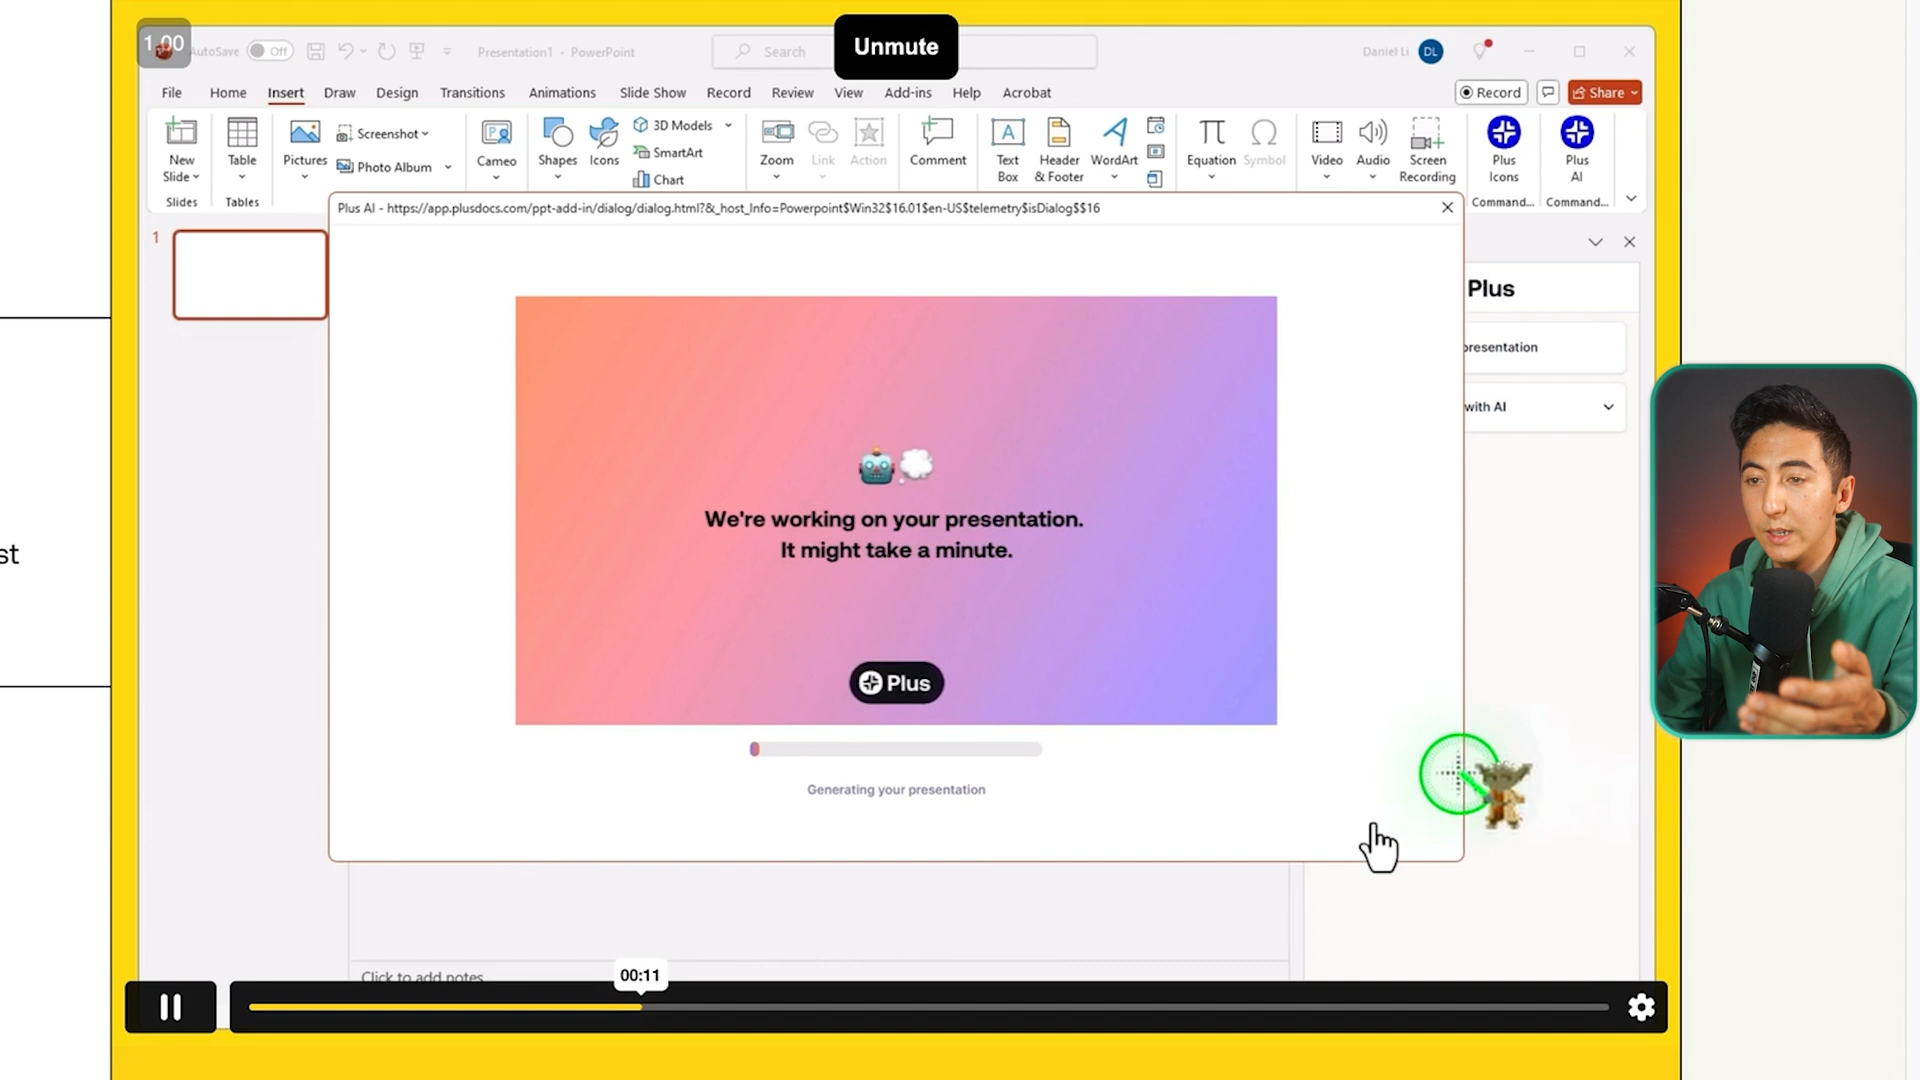 1.00
AutoSave
Off
Presentation1 - PowerPoint
Search
Unmute
Daniel Li
DL
File
Home
Insert
Draw
Design
Transitions
Animations
Slide Show
Record
Review
View
Add-ins
Help
Acrobat
Record
Share
New
Slide
Table
Pictures
Screenshot
Photo Album
Cameo
Shapes
Icons
3D Models
SmartArt
Chart
Zoom
Link
Action
Comment
Text
Box
Header
& Footer
WordArt
Equation
Symbol
Video
Audio
Screen
Recording
Plus
Icons
Plus
AI
Slides
Tables
Command...
Command...
Plus AI - https://app.plusdocs.com/ppt-add-in/dialog/dialog.html?&_host_Info=Powerpoint$Win32$16.01$en-US$telemetry$isDialog$$16
1
Plus
presentation
with AI
We're working on your presentation.
It might take a minute.
Plus
Generating your presentation
st
Click to add notes
00:11